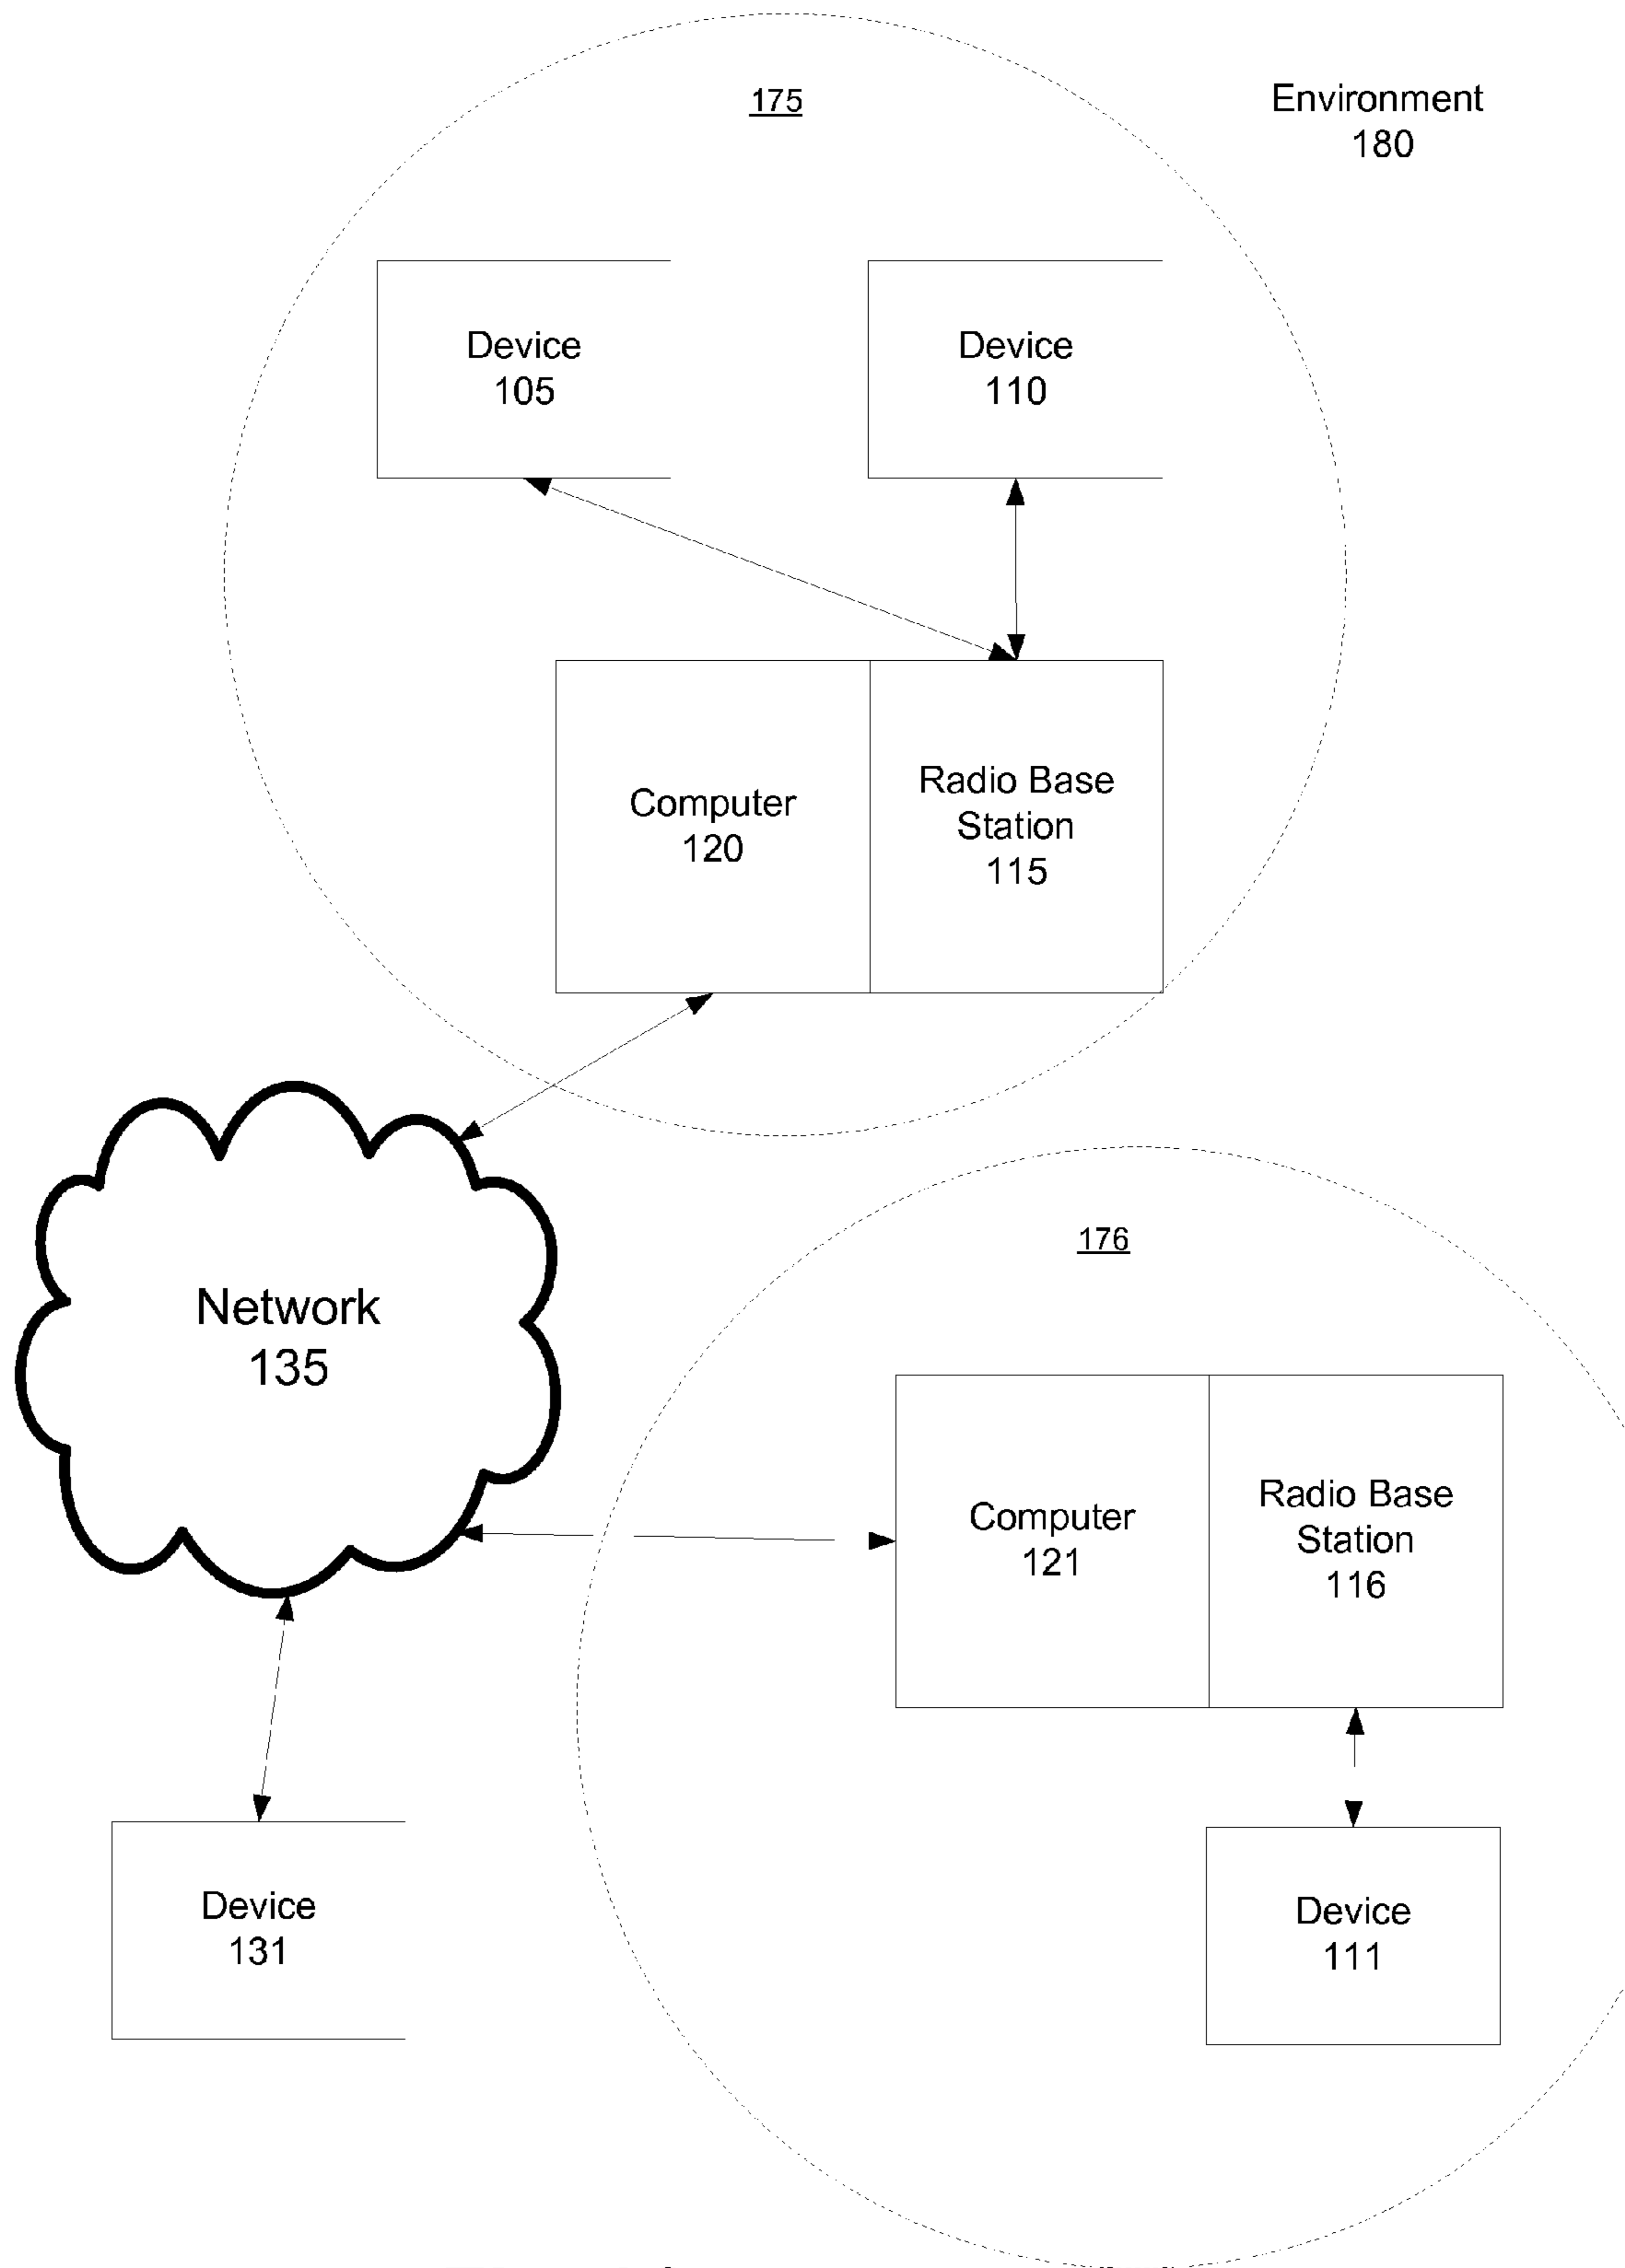 175
Environment
180
Device
105
Device
110
Computer
120
Radio Base
Station
115
Network
135
176
Computer
121
Radio Base
Station
116
Device
131
Device
111